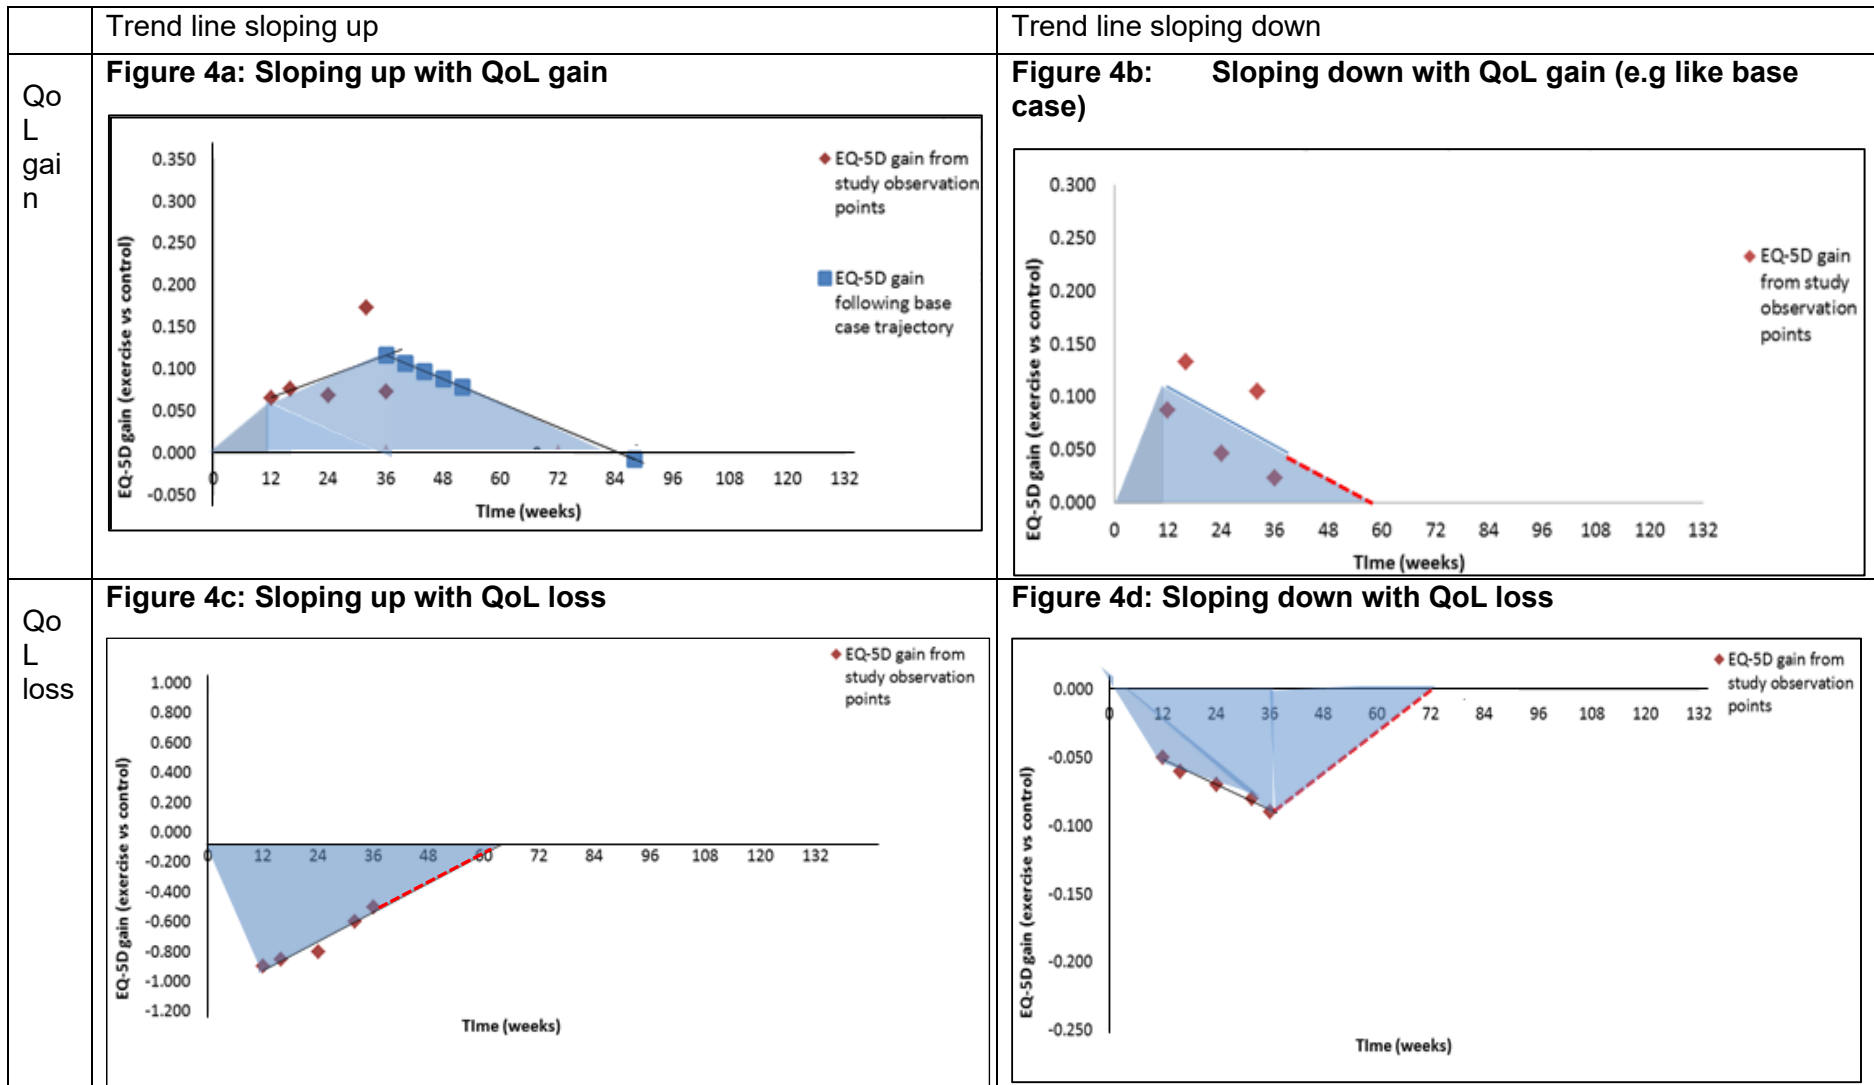 Trend line sloping up
Trend line sloping down
Qo
L
gai
n
Figure 4a: Sloping up with QoL gain
0.350
0.300
0.250
0.200
0.150
0.100
0.050
0.000
-0.050
EQ-5D gain (exercise vs control)
0 12 24 36 48 60 72 84 96 108 120 132
TIme (weeks)
EQ-5D gain from
study observation
points
EQ-5D gain
following base
case trajectory
Figure 4b: Sloping down with QoL gain (e.g like base
case)
0.300
0.250
0.200
0.150
0.100
0.050
0.000
EQ-5D gain (exercise vs control)
0 12 24 36 48 60 72 84 96 108 120 132
TIme (weeks)
EQ-5D gain
from study
observation
points
Qo
L
loss
Figure 4c: Sloping up with QoL loss
1.000
0.800
0.600
0.400
0.200
0.000
-0.200
-0.400
-0.600
-0.800
-1.000
-1.200
EQ-5D gain (exercise vs control)
0 12 24 36 48 60 72 84 96 108 120 132
TIme (weeks)
EQ-5D gain from
study observation
points
Figure 4d: Sloping down with QoL loss
0.000
-0.050
-0.100
-0.150
-0.200
-0.250
EQ-5D gain (exercise vs control)
0 12 24 36 48 60 72 84 96 108 120 132
TIme (weeks)
EQ-5D gain from
study observation
points